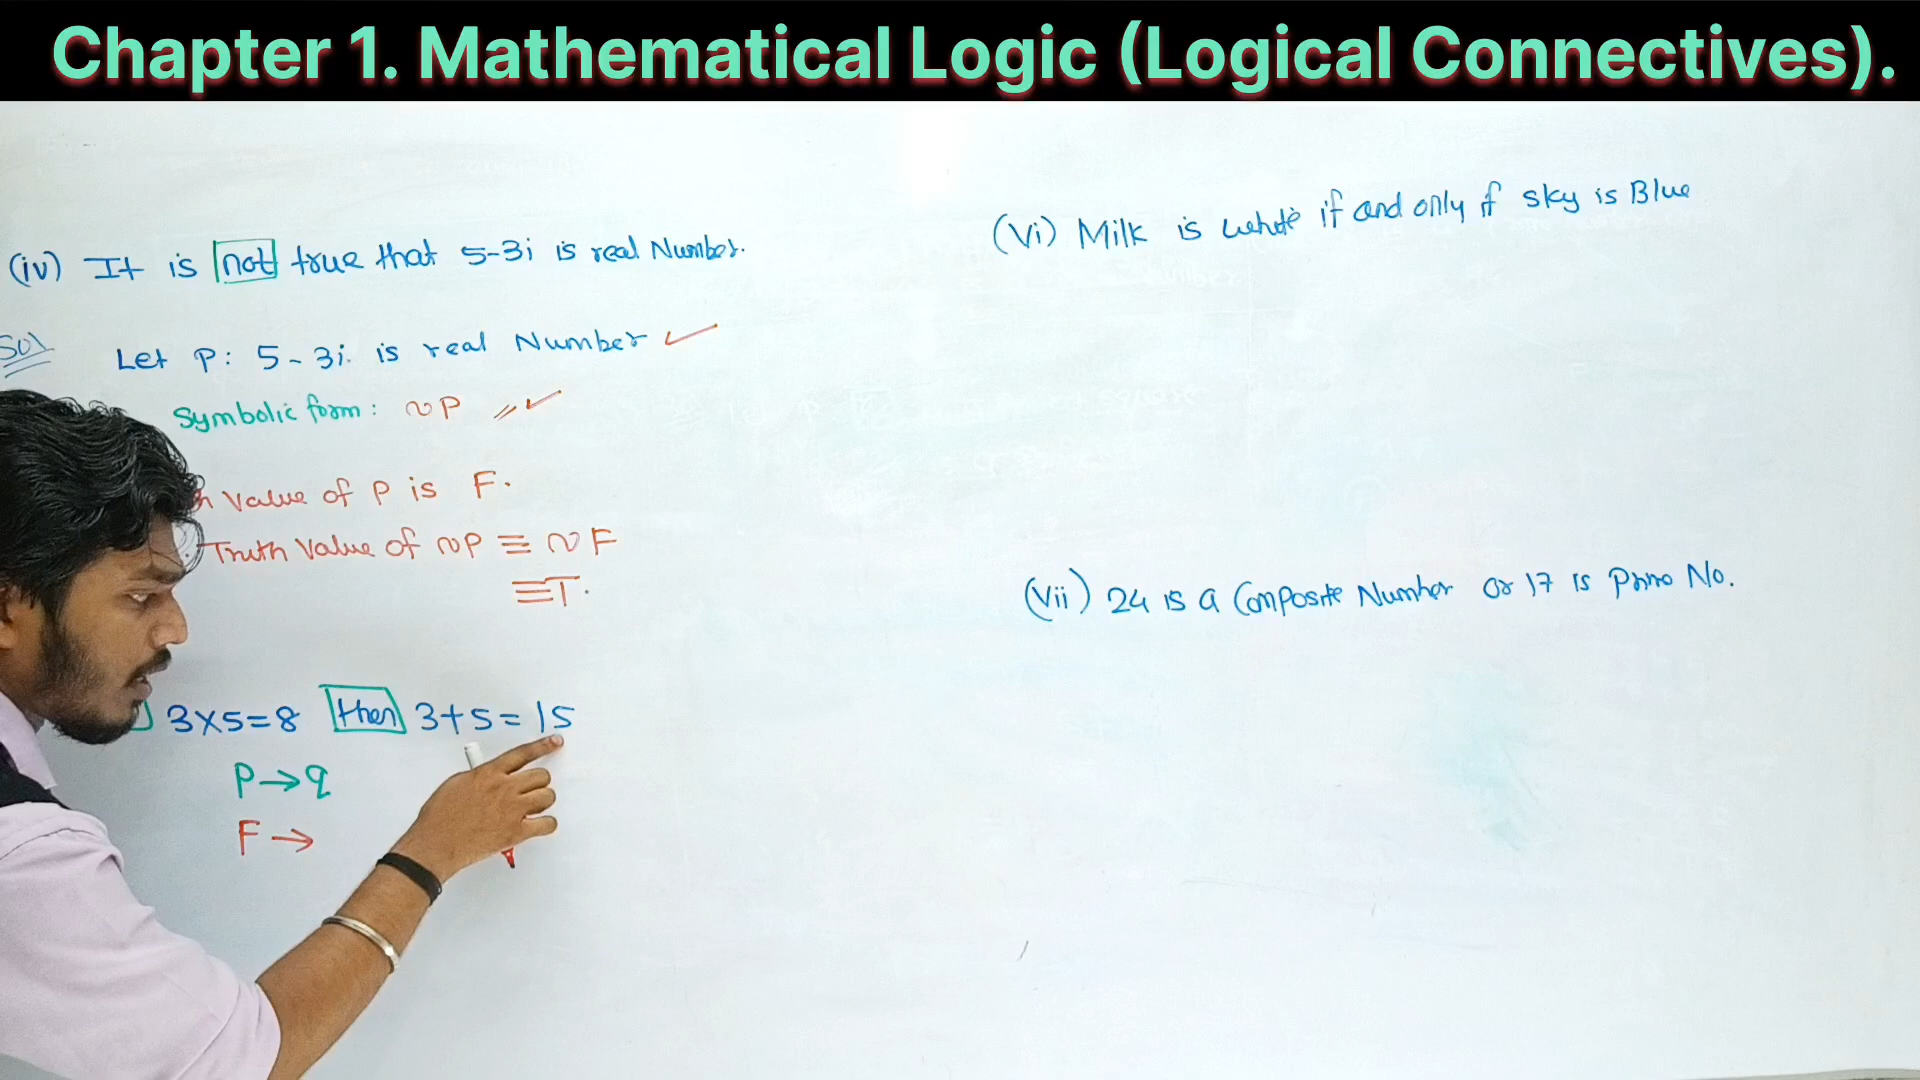 Chapter 1. Mathematical Logic (Logical Connectives).
(iv) It is not true that 5-3i is real Number.
Sol
Let P: 5-3i is real Number ✓
Symbolic form: ~P ✓
Value of P is F.
Truth Value of ~P ≡ ~F
≡T.
3×5=8 then 3+5=15
P→q
F→
(Vi) Milk is white if and only if sky is Blue
(Vii) 24 is a Composite Number or 17 is Prime No.